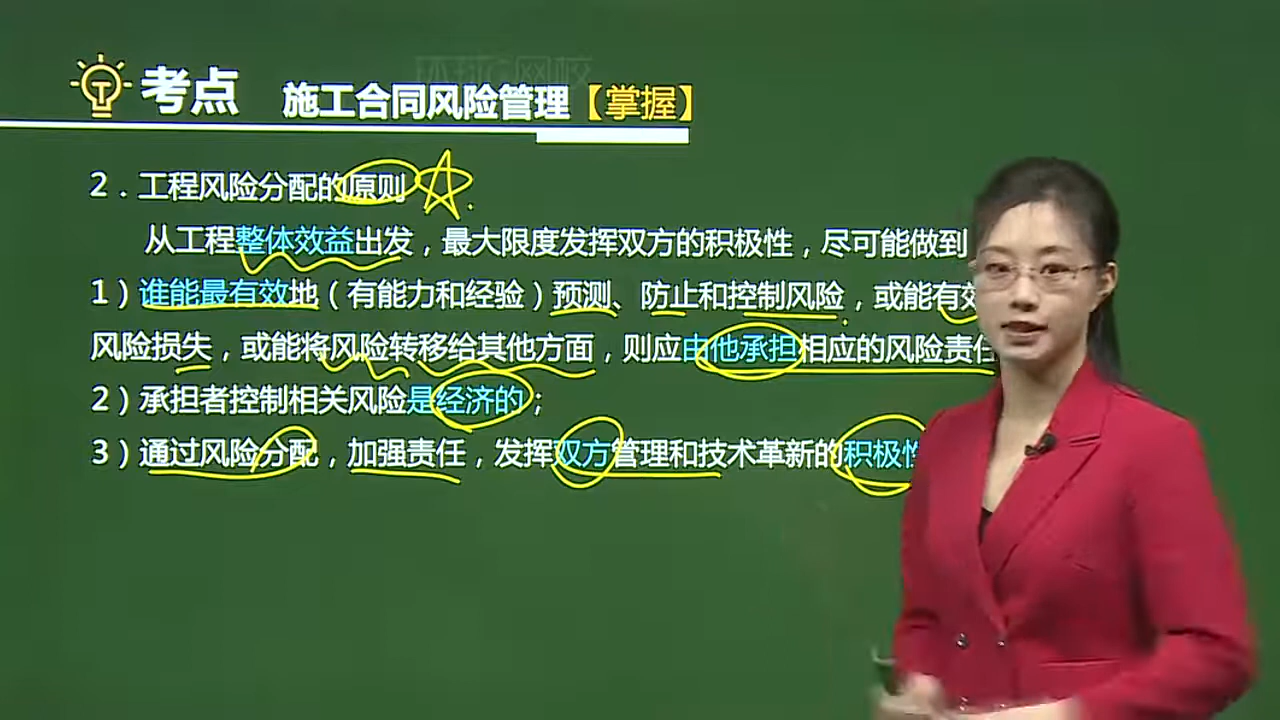 环球网校
考点 施工合同风险管理【掌握】
2．工程风险分配的原则
从工程整体效益出发，最大限度发挥双方的积极性，尽可能做到
1）谁能最有效地（有能力和经验）预测、防止和控制风险，或能有效
风险损失，或能将风险转移给其他方面，则应由他承担相应的风险责任
2）承担者控制相关风险是经济的；
3）通过风险分配，加强责任，发挥双方管理和技术革新的积极性